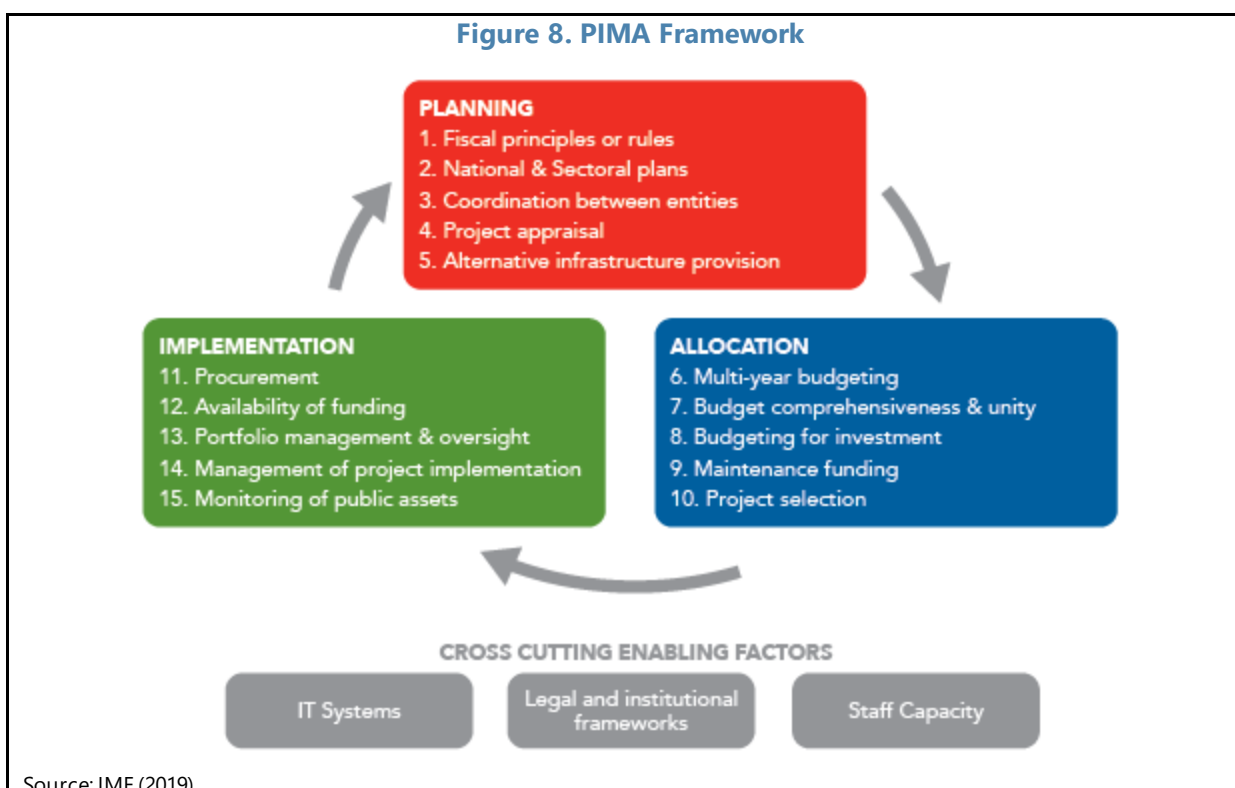 Figure 8. PIMA Framework
PLANNING
1. Fiscal principles or rules
2. National & Sectoral plans
3. Coordination between entities
4. Project appraisal
5. Alternative infrastructure provision
IMPLEMENTATION
11. Procurement
12. Availability of funding
13. Portfolio management & oversight
14. Management of project implementation
15. Monitoring of public assets
ALLOCATION
6. Multi-year budgeting
7. Budget comprehensiveness & unity
8. Budgeting for investment
9. Maintenance funding
10. Project selection
CROSS CUTTING ENABLING FACTORS
IT Systems
Legal and institutional
frameworks
Staff Capacity
Source: IMF (2019)